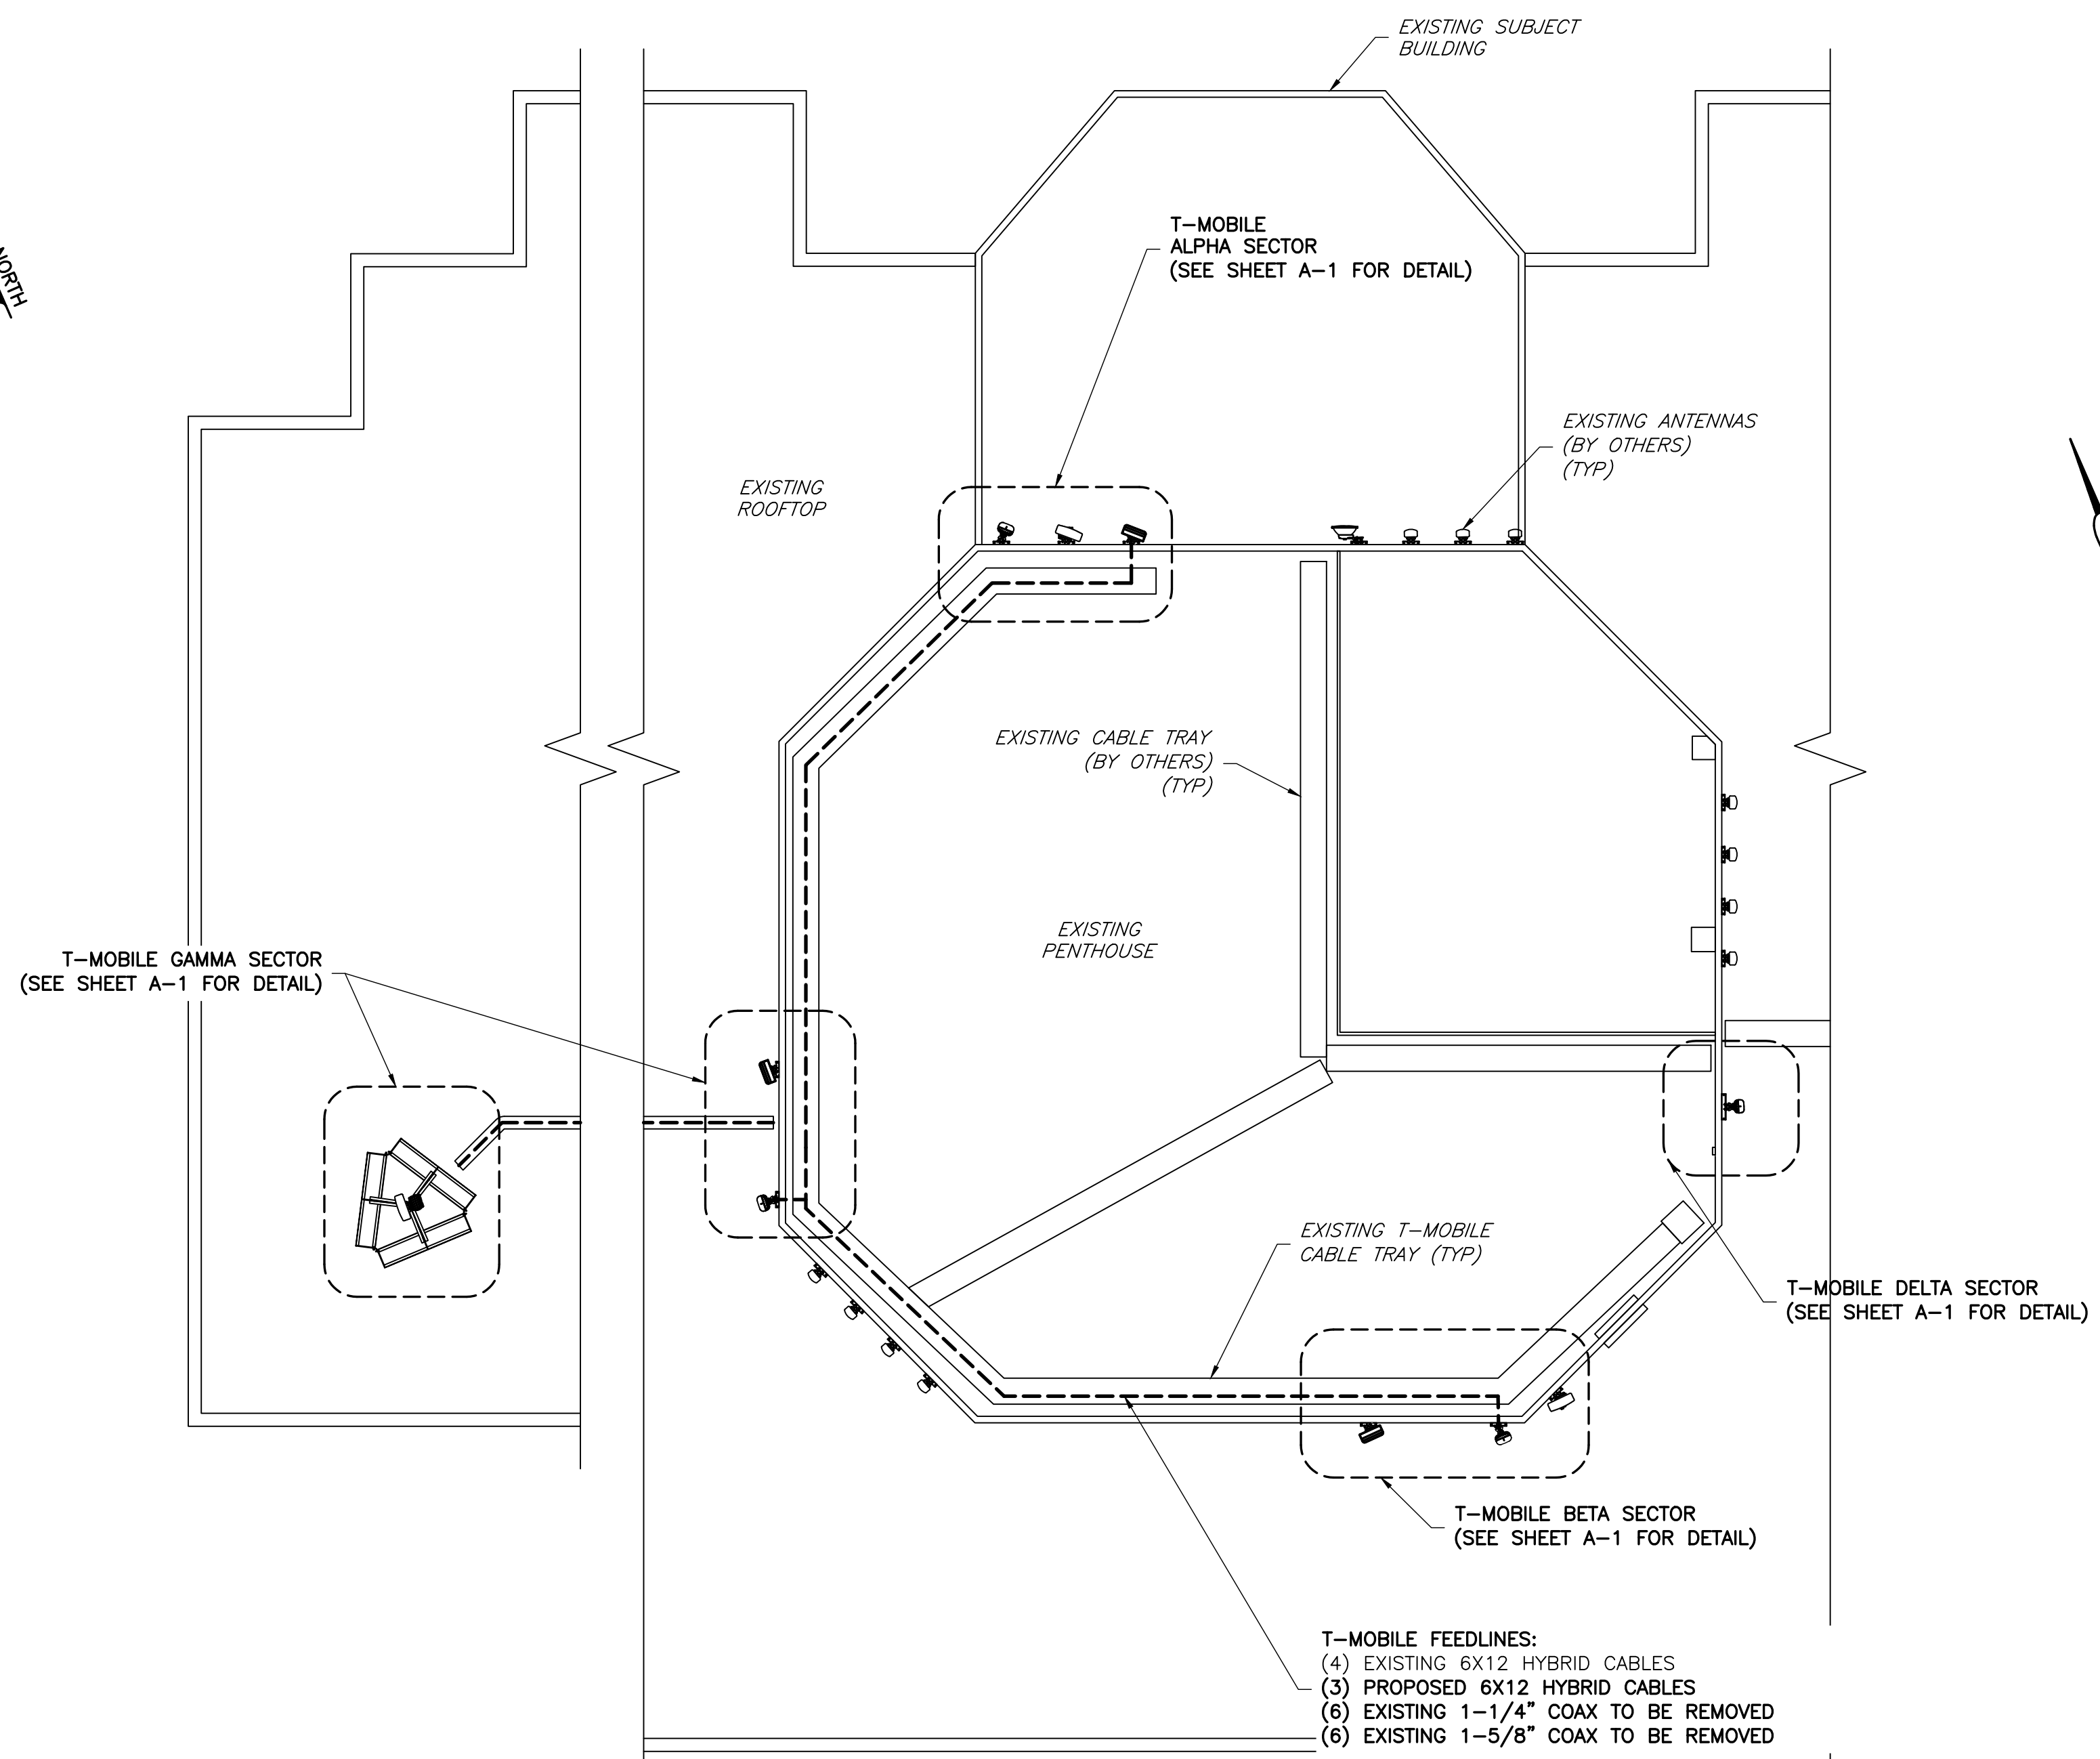 EXISTING SUBJECT
BUILDING
NORTH
T-MOBILE
ALPHA SECTOR
(SEE SHEET A-1 FOR DETAIL)
EXISTING ANTENNAS
(BY OTHERS)
(TYP)
EXISTING
ROOFTOP
EXISTING CABLE TRAY
(BY OTHERS)
(TYP)
EXISTING
PENTHOUSE
T-MOBILE GAMMA SECTOR
(SEE SHEET A-1 FOR DETAIL)
EXISTING T-MOBILE
CABLE TRAY (TYP)
T-MOBILE DELTA SECTOR
(SEE SHEET A-1 FOR DETAIL)
T-MOBILE BETA SECTOR
(SEE SHEET A-1 FOR DETAIL)
T-MOBILE FEEDLINES:
(4) EXISTING 6X12 HYBRID CABLES
(3) PROPOSED 6X12 HYBRID CABLES
(6) EXISTING 1-1/4" COAX TO BE REMOVED
(6) EXISTING 1-5/8" COAX TO BE REMOVED